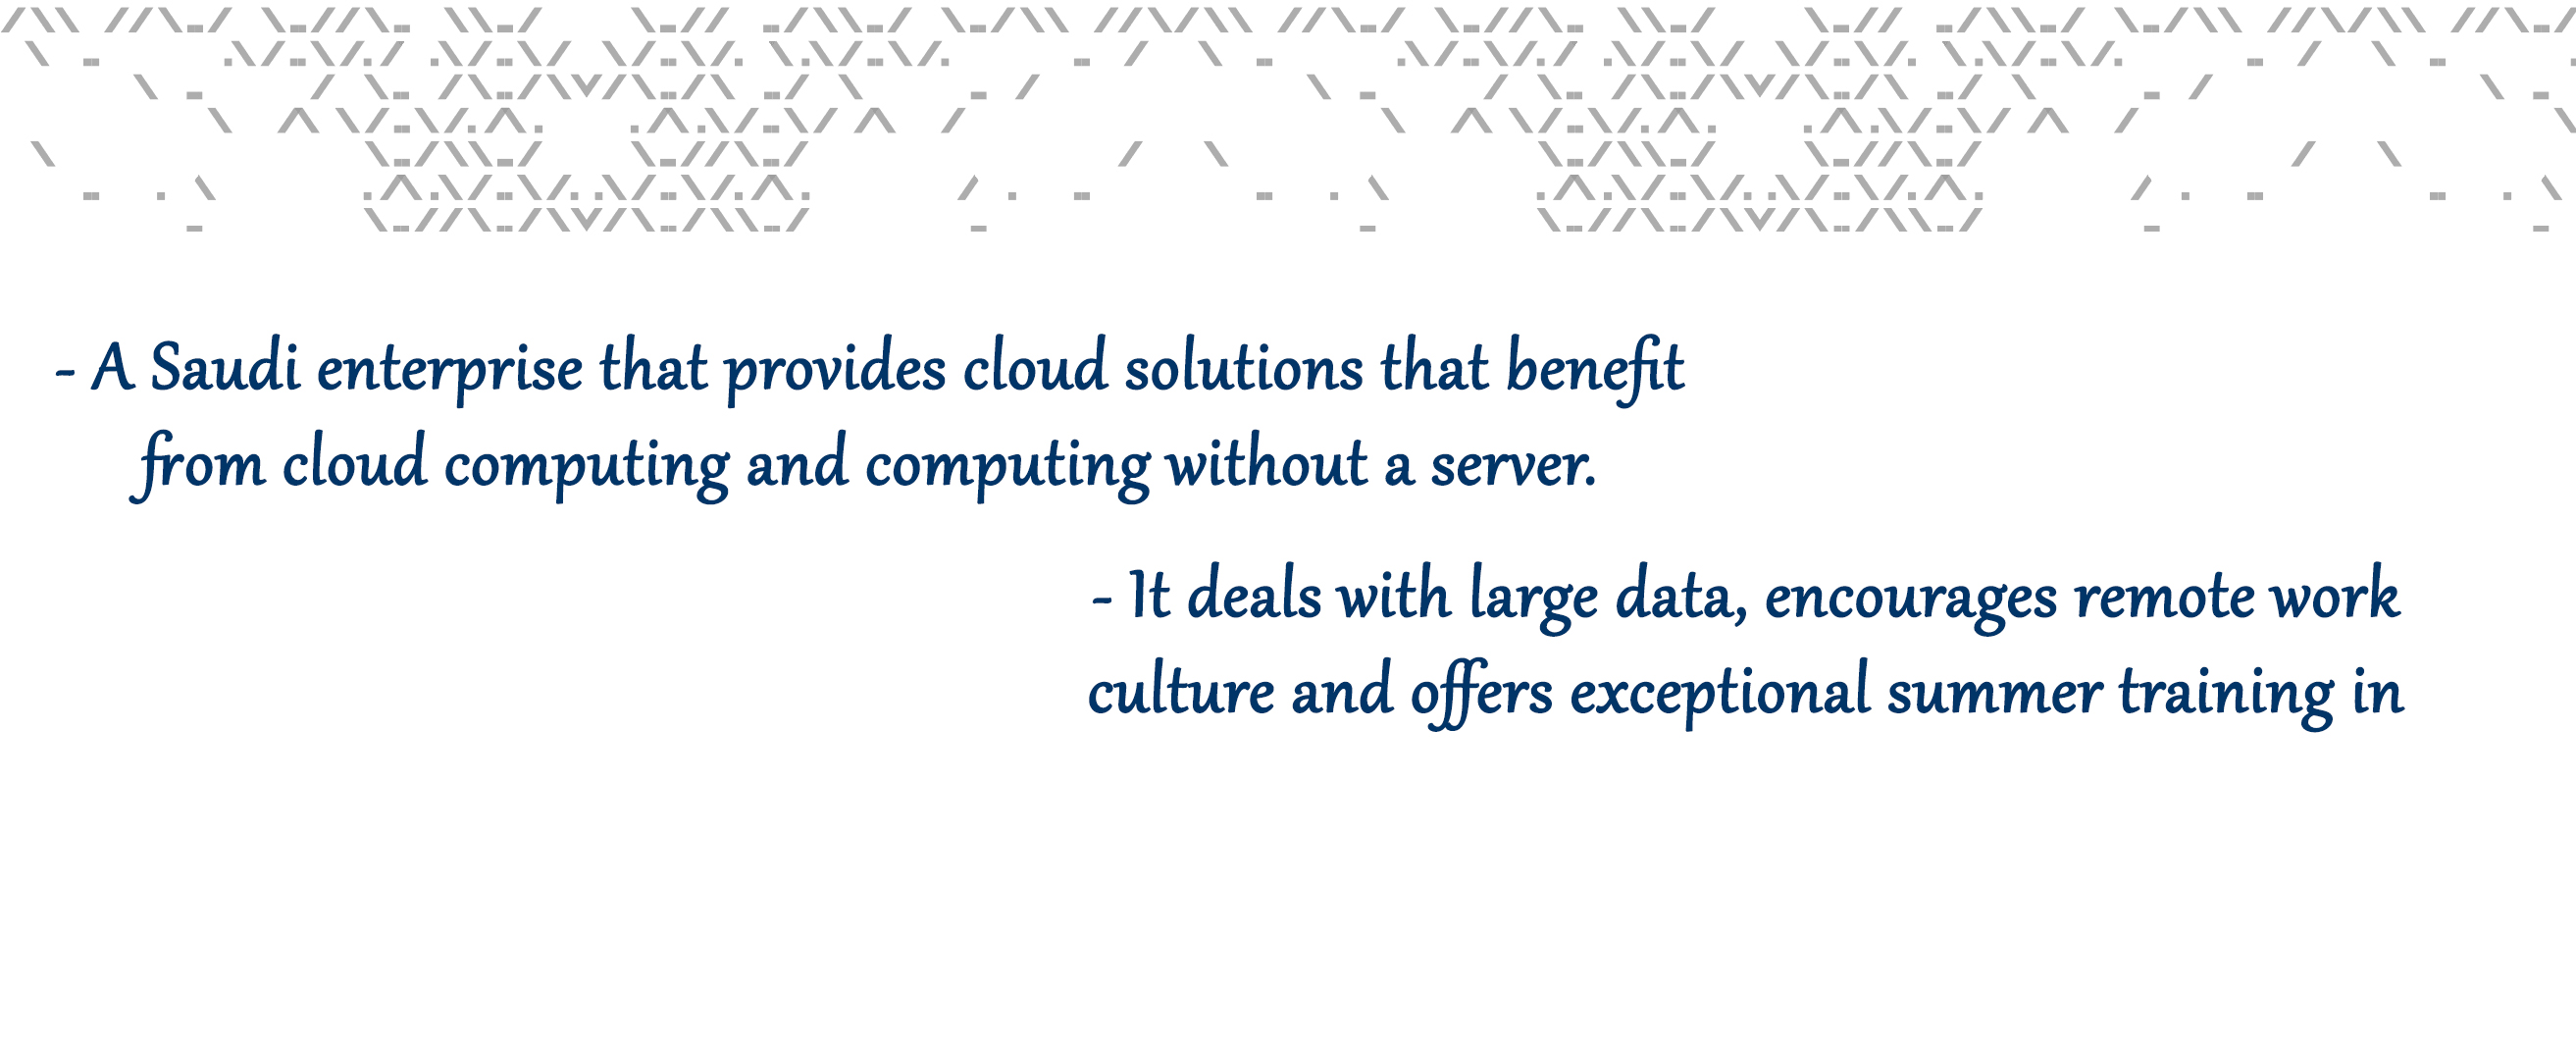 - A Saudi enterprise that provides cloud solutions that benefit
from cloud computing and computing without a server.
- It deals with large data, encourages remote work
culture and offers exceptional summer training in